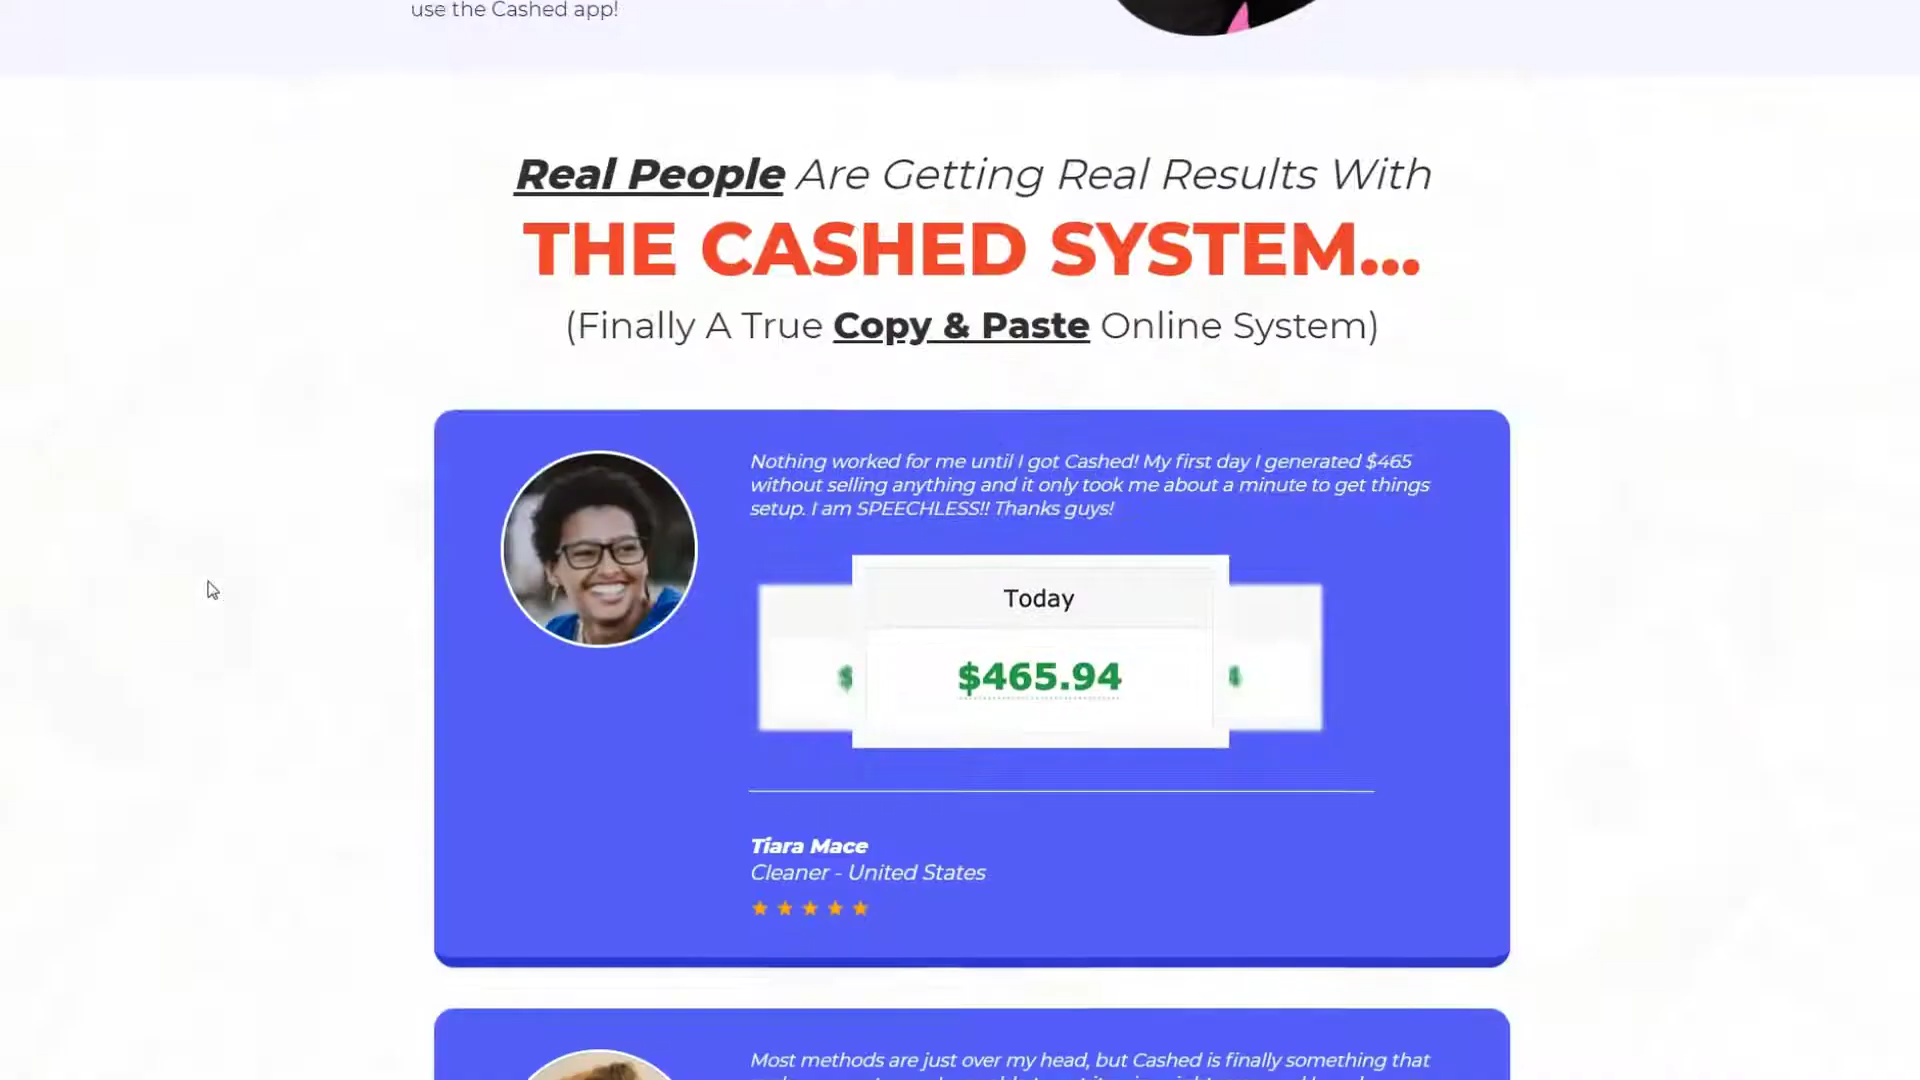 use the Cashed app!
Real People Are Getting Real Results With
THE CASHED SYSTEM...
(Finally A True Copy & Paste Online System)
Nothing worked for me until I got Cashed! My first day I generated $465
without selling anything and it only took me about a minute to get things
setup. I am SPEECHLESS!! Thanks guys!
Today
$465.94
Tiara Mace
Cleaner - United States
Most methods are just over my head, but Cashed is finally something that